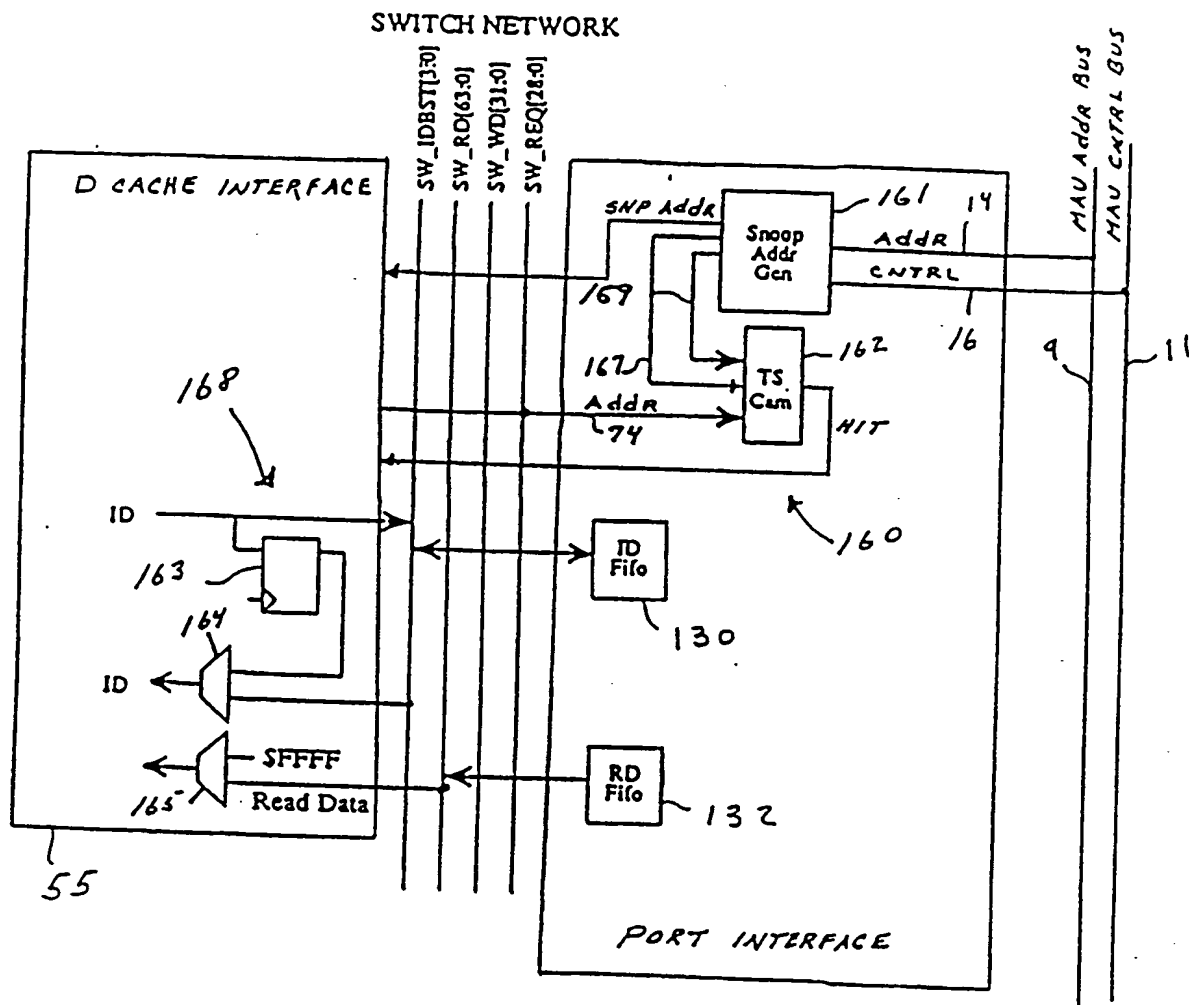 SWITCH NETWORK
SW_IDBST[3:0]
SW_RD[63:0]
SW_WD[31:0]
SW_REQ[28:0]
MAU Addr Bus
MAU CNTRL BUS
D CACHE INTERFACE
SNP Addr
Snoop
Addr
Gen
161
Addr
14
CNTRL
16
169
9
11
167
TS.
Cam
162
168
Addr
74
HIT
160
ID
163
ID
Fifo
130
164
ID
SFFFF
165
Read Data
RD
Fifo
132
55
PORT INTERFACE